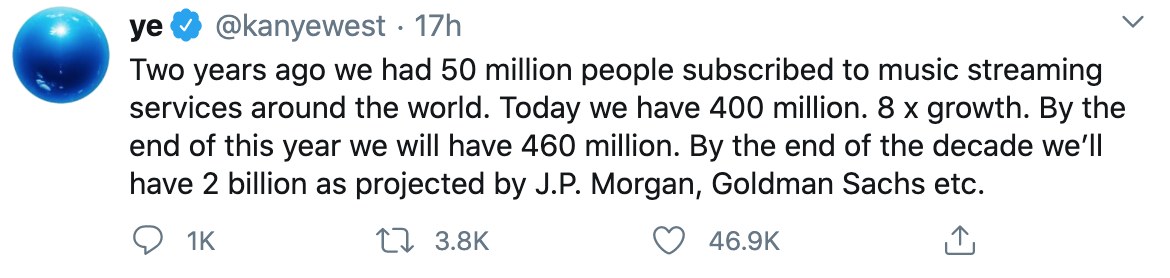 ye @kanyewest · 17h
Two years ago we had 50 million people subscribed to music streaming
services around the world. Today we have 400 million. 8 x growth. By the
end of this year we will have 460 million. By the end of the decade we’ll
have 2 billion as projected by J.P. Morgan, Goldman Sachs etc.
1K 3.8K 46.9K